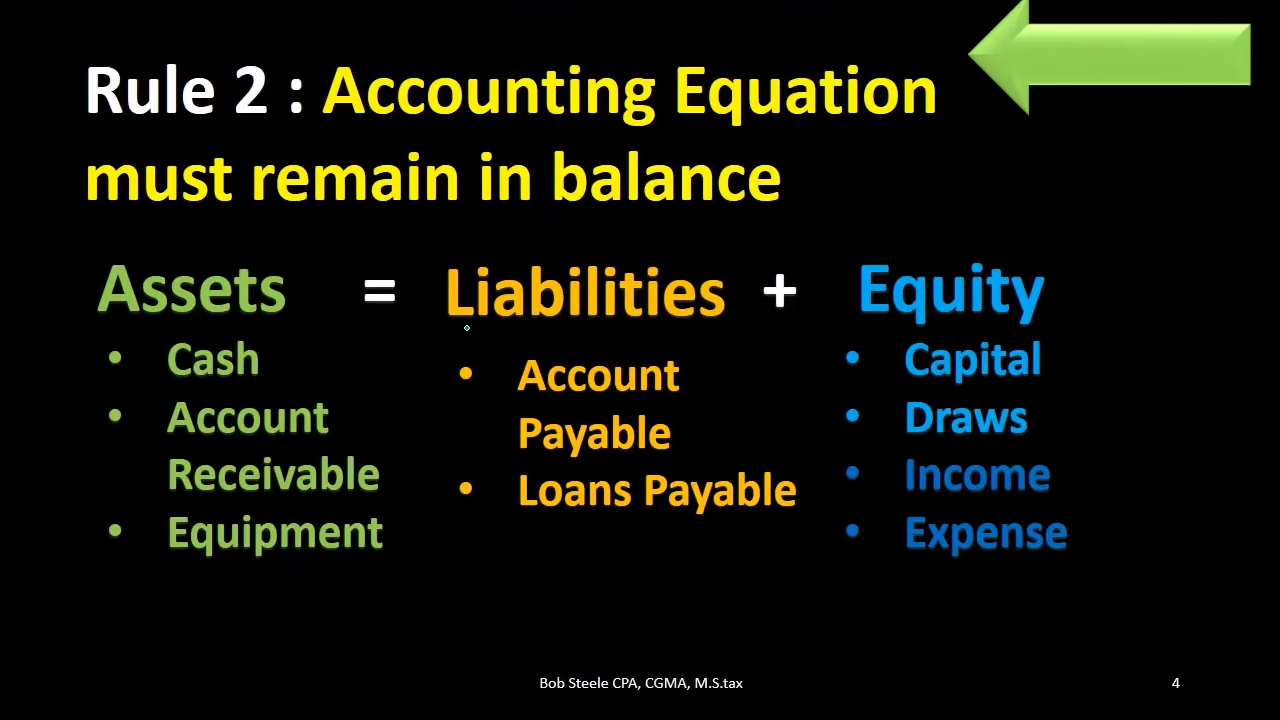 Rule 2 : Accounting Equation
must remain in balance
Assets = Liabilities + Equity
• Cash
• Account
Receivable
• Equipment
• Account
Payable
• Loans Payable
• Capital
• Draws
• Income
• Expense
Bob Steele CPA, CGMA, M.S.tax
4